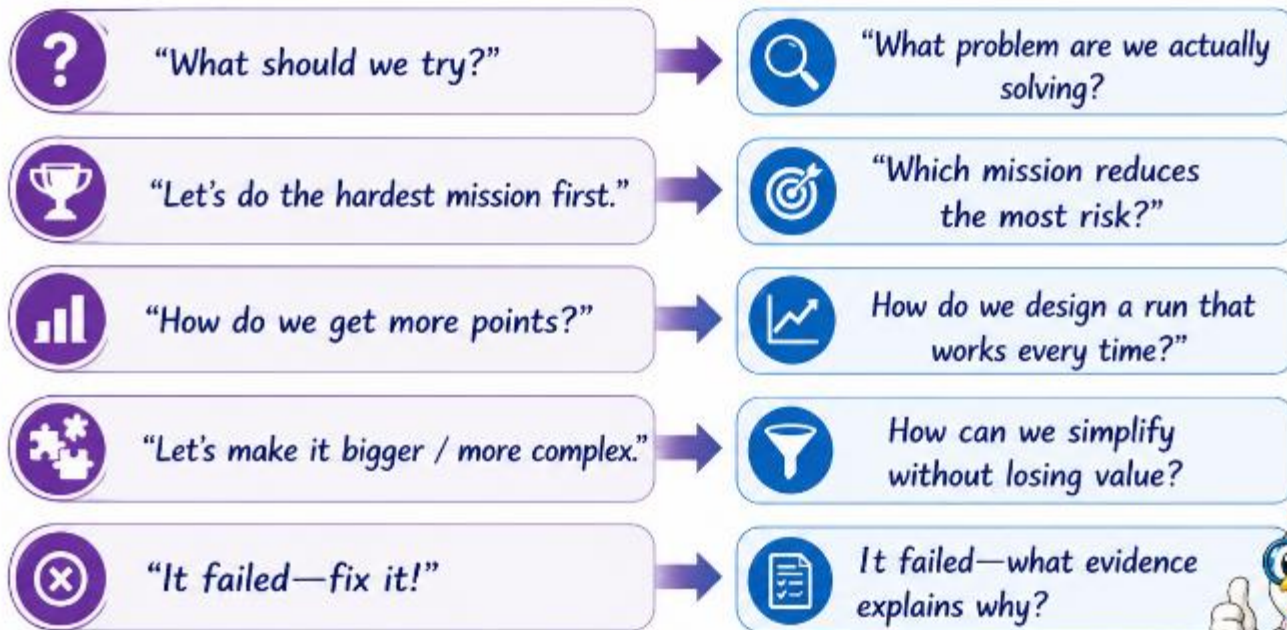 “What should we try?”
“What problem are we actually
solving?
“Let’s do the hardest mission first.”
“Which mission reduces
the most risk?”
“How do we get more points?”
How do we design a run that
works every time?”
“Let’s make it bigger / more complex.”
How can we simplify
without losing value?
“It failed—fix it!”
It failed—what evidence
explains why?